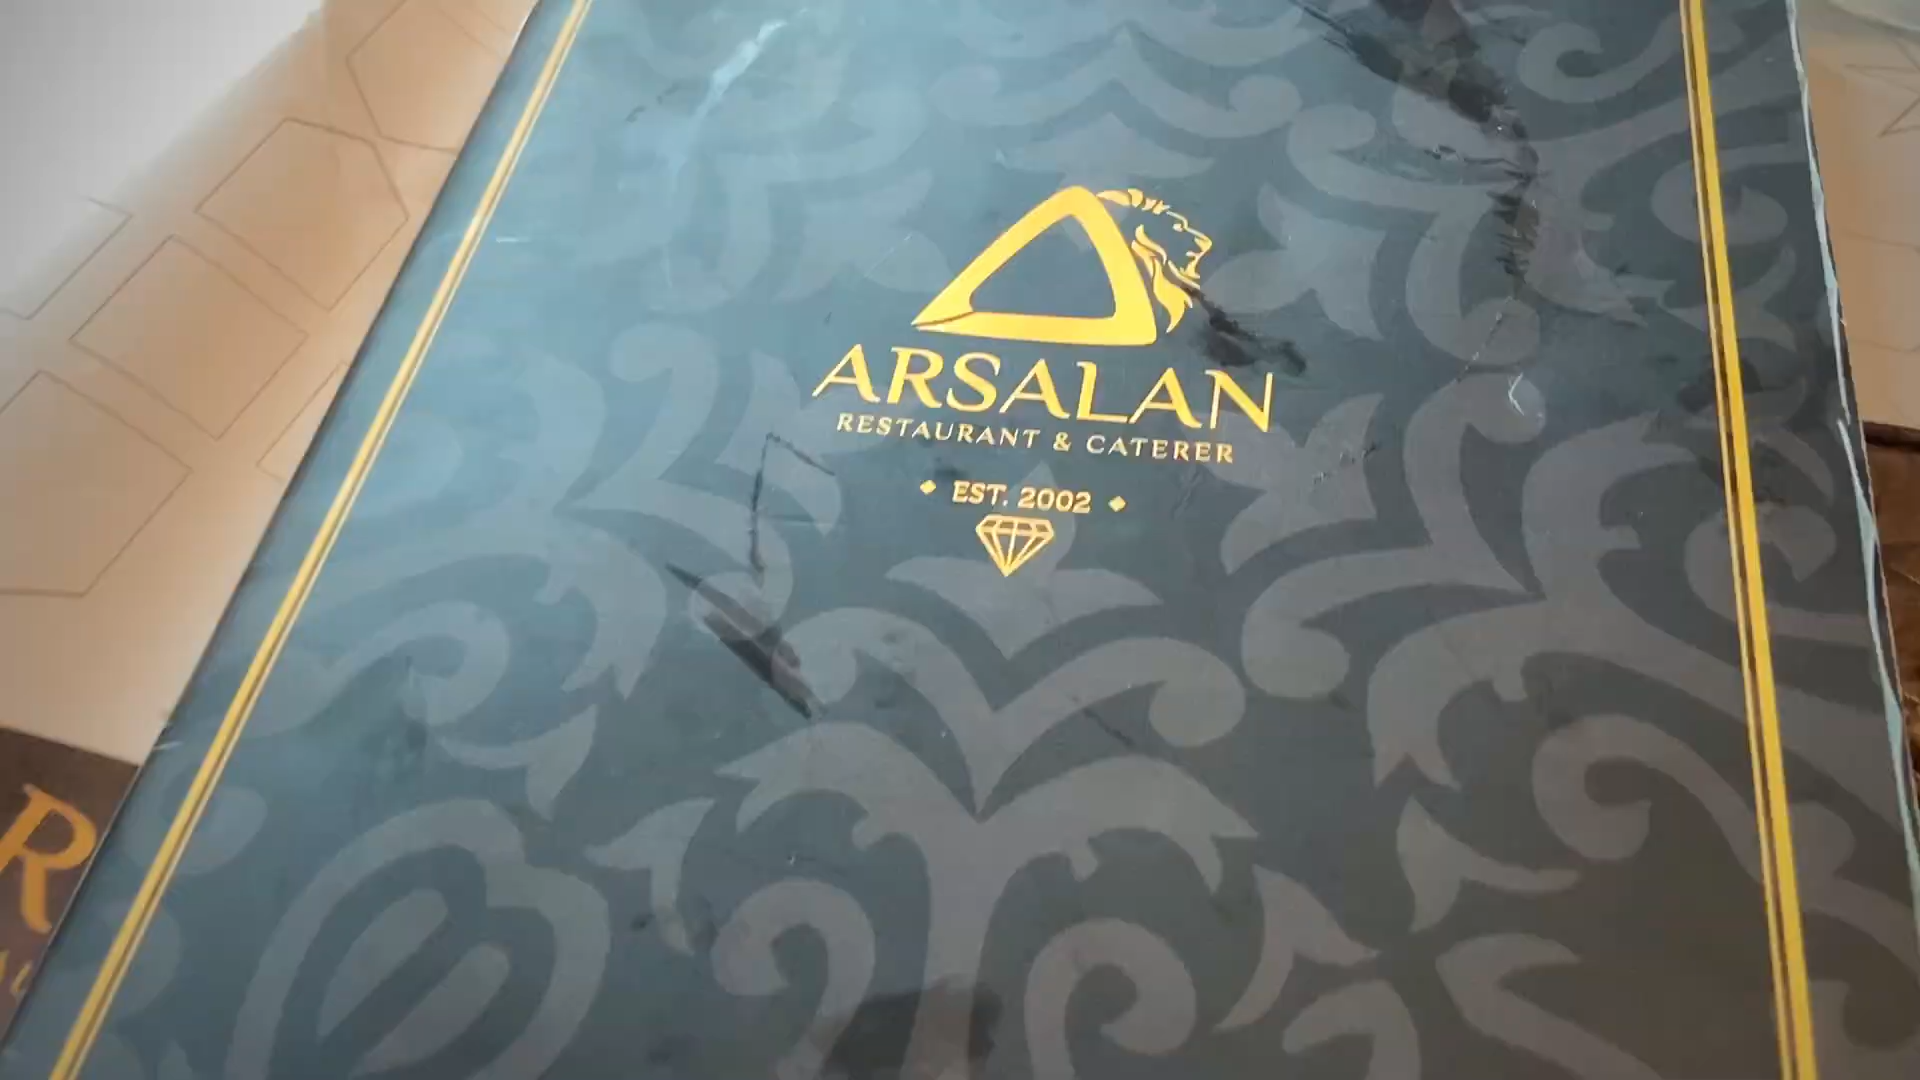 ARSALAN
RESTAURANT & CATERER
EST. 2002
R